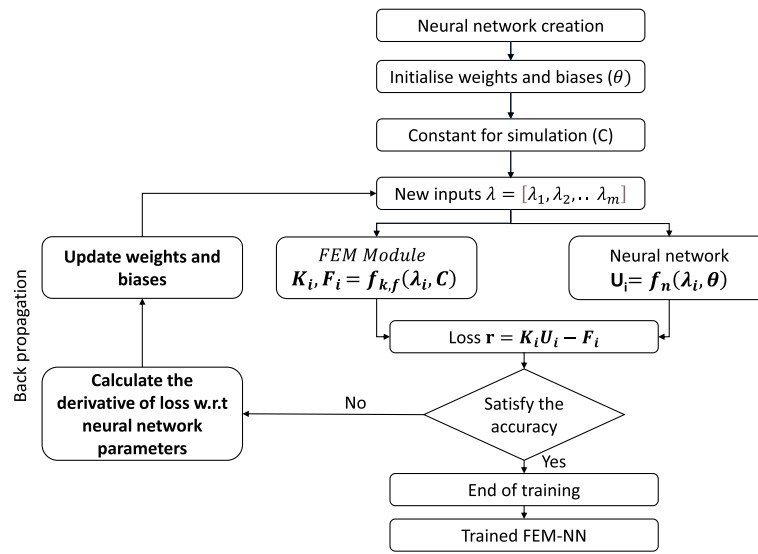 Neural network creation
Initialise weights and biases (θ)
Constant for simulation (C)
New inputs λ = [λ₁, λ₂, . . λₘ]
FEM Module
Kᵢ, Fᵢ = f_{k,f}(λᵢ, C)
Neural network
Uᵢ= fₙ(λᵢ, θ)
Loss r = KᵢUᵢ − Fᵢ
Satisfy the
accuracy
No
Yes
Calculate the
derivative of loss w.r.t
neural network
parameters
Update weights and
biases
Back propagation
End of training
Trained FEM-NN